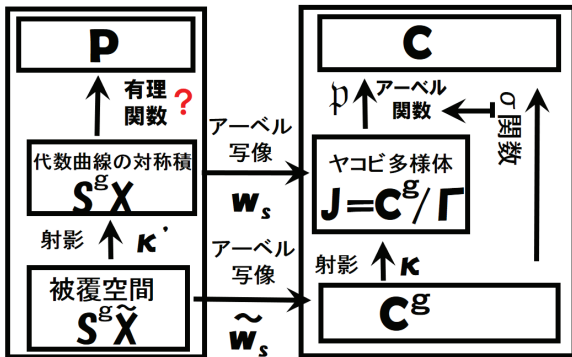 P
有理
関数?
代数曲線の対称積
S^g X
射影 κ'
被覆空間
S^g X̃
アーベル
写像
w_s
アーベル
写像
w̃_s
C
℘ アーベル
関数
σ関数
ヤコビ多様体
J=C^g/Γ
射影 κ
C^g